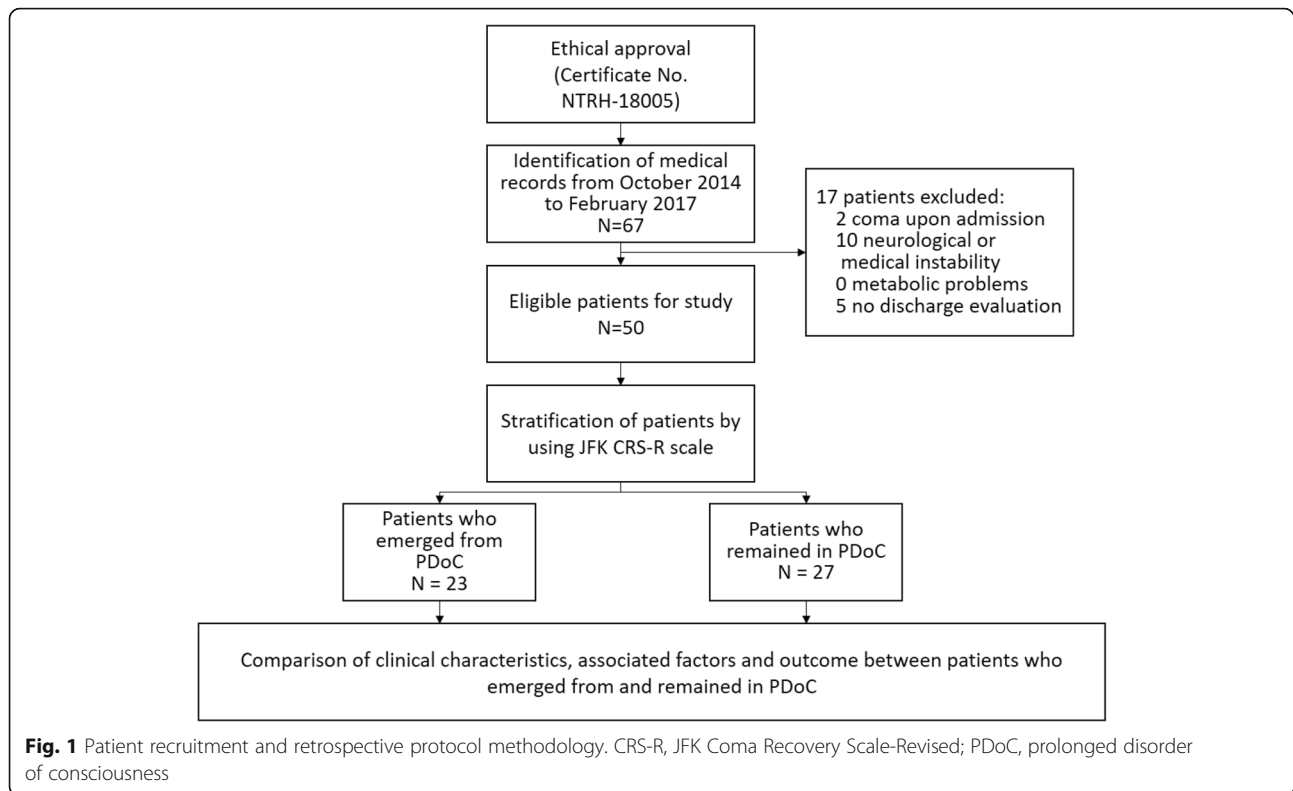 Ethical approval
(Certificate No.
NTRH-18005)
Identification of medical
records from October 2014
to February 2017
N=67
17 patients excluded:
2 coma upon admission
10 neurological or
medical instability
0 metabolic problems
5 no discharge evaluation
Eligible patients for study
N=50
Stratification of patients by
using JFK CRS-R scale
Patients who
emerged from
PDoC
N = 23
Patients who
remained in PDoC
N = 27
Comparison of clinical characteristics, associated factors and outcome between patients who
emerged from and remained in PDoC
Fig. 1 Patient recruitment and retrospective protocol methodology. CRS-R, JFK Coma Recovery Scale-Revised; PDoC, prolonged disorder
of consciousness